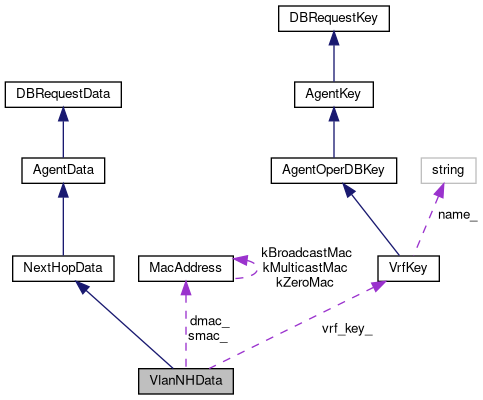 DBRequestKey
DBRequestData
AgentKey
AgentData
AgentOperDBKey
string
name_
NextHopData
MacAddress
kBroadcastMac
kMulticastMac
kZeroMac
VrfKey
dmac_
smac_
vrf_key_
VlanNHData